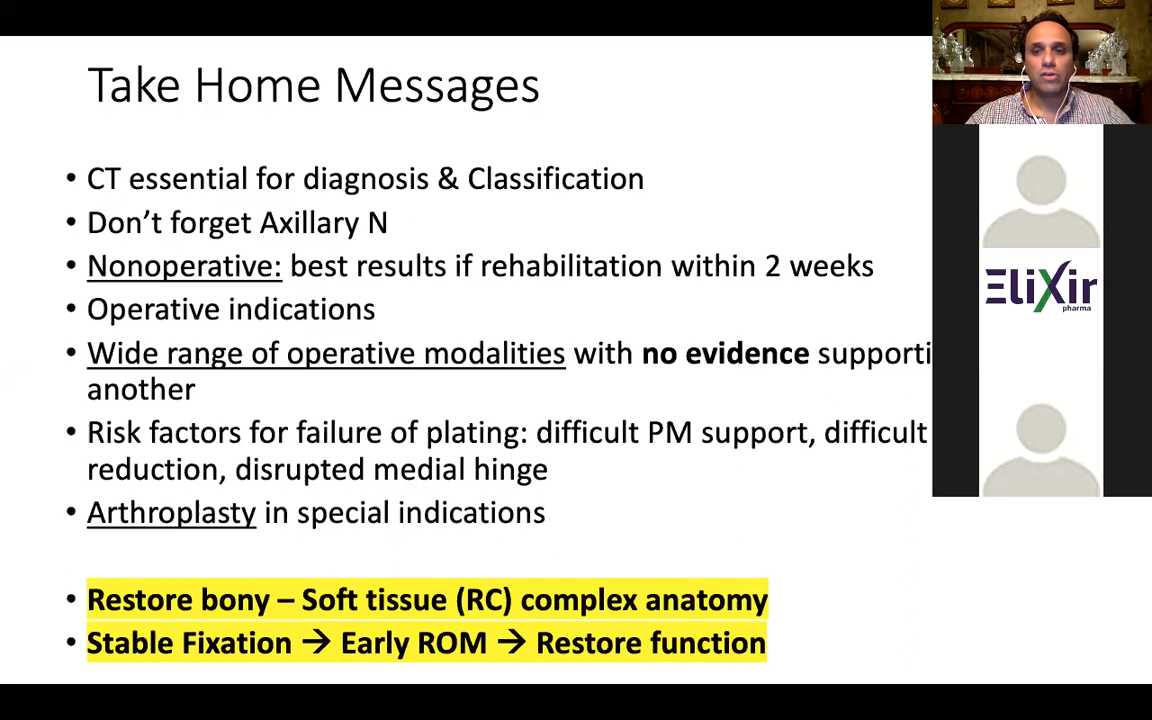 Take Home Messages
• CT essential for diagnosis & Classification
• Don’t forget Axillary N
• Nonoperative: best results if rehabilitation within 2 weeks
• Operative indications
• Wide range of operative modalities with no evidence supporti
another
• Risk factors for failure of plating: difficult PM support, difficult
reduction, disrupted medial hinge
• Arthroplasty in special indications
• Restore bony – Soft tissue (RC) complex anatomy
• Stable Fixation → Early ROM → Restore function
EliXir
pharma